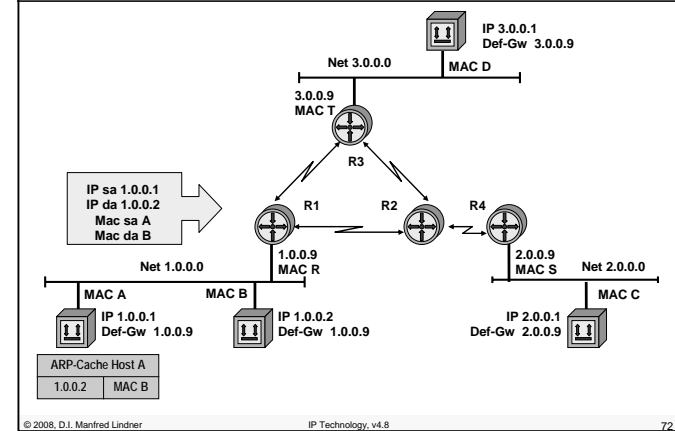 IP 3.0.0.1
Def-Gw 3.0.0.9
Net 3.0.0.0
MAC D
3.0.0.9
MAC T
R3
IP sa 1.0.0.1
IP da 1.0.0.2
Mac sa A
Mac da B
R1
R2
R4
1.0.0.9
MAC R
2.0.0.9
MAC S
Net 1.0.0.0
Net 2.0.0.0
MAC A
MAC B
MAC C
IP 1.0.0.1
Def-Gw 1.0.0.9
IP 1.0.0.2
Def-Gw 1.0.0.9
IP 2.0.0.1
Def-Gw 2.0.0.9
ARP-Cache Host A
1.0.0.2 MAC B
© 2008, D.I. Manfred Lindner IP Technology, v4.8 72